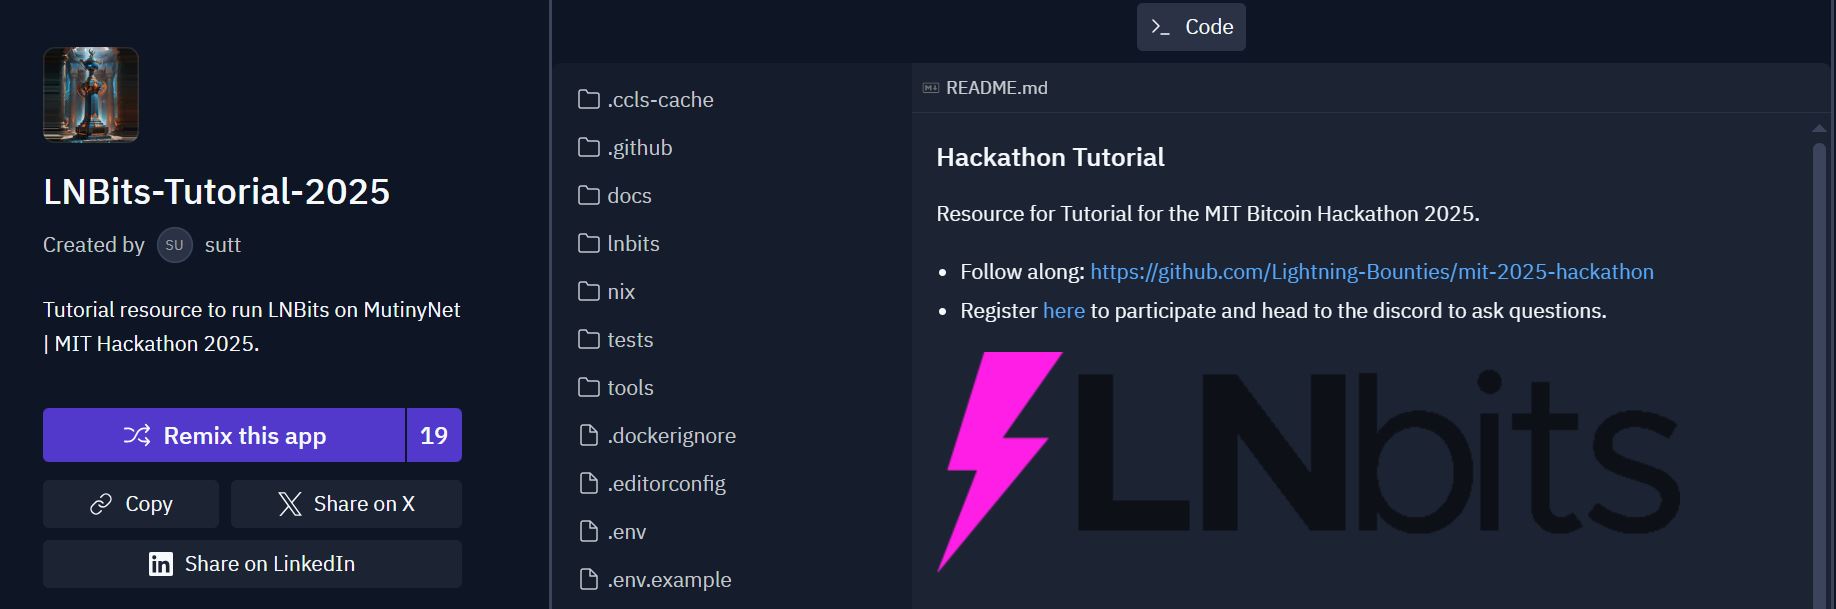 LNBits-Tutorial-2025
Created by SU sutt
Tutorial resource to run LNBits on MutinyNet
| MIT Hackathon 2025.
Remix this app 19
Copy
Share on X
Share on LinkedIn
Code
.ccls-cache
.github
docs
lnbits
nix
tests
tools
.dockerignore
.editorconfig
.env
.env.example
README.md
Hackathon Tutorial
Resource for Tutorial for the MIT Bitcoin Hackathon 2025.
• Follow along: https://github.com/Lightning-Bounties/mit-2025-hackathon
• Register here to participate and head to the discord to ask questions.
LNbits